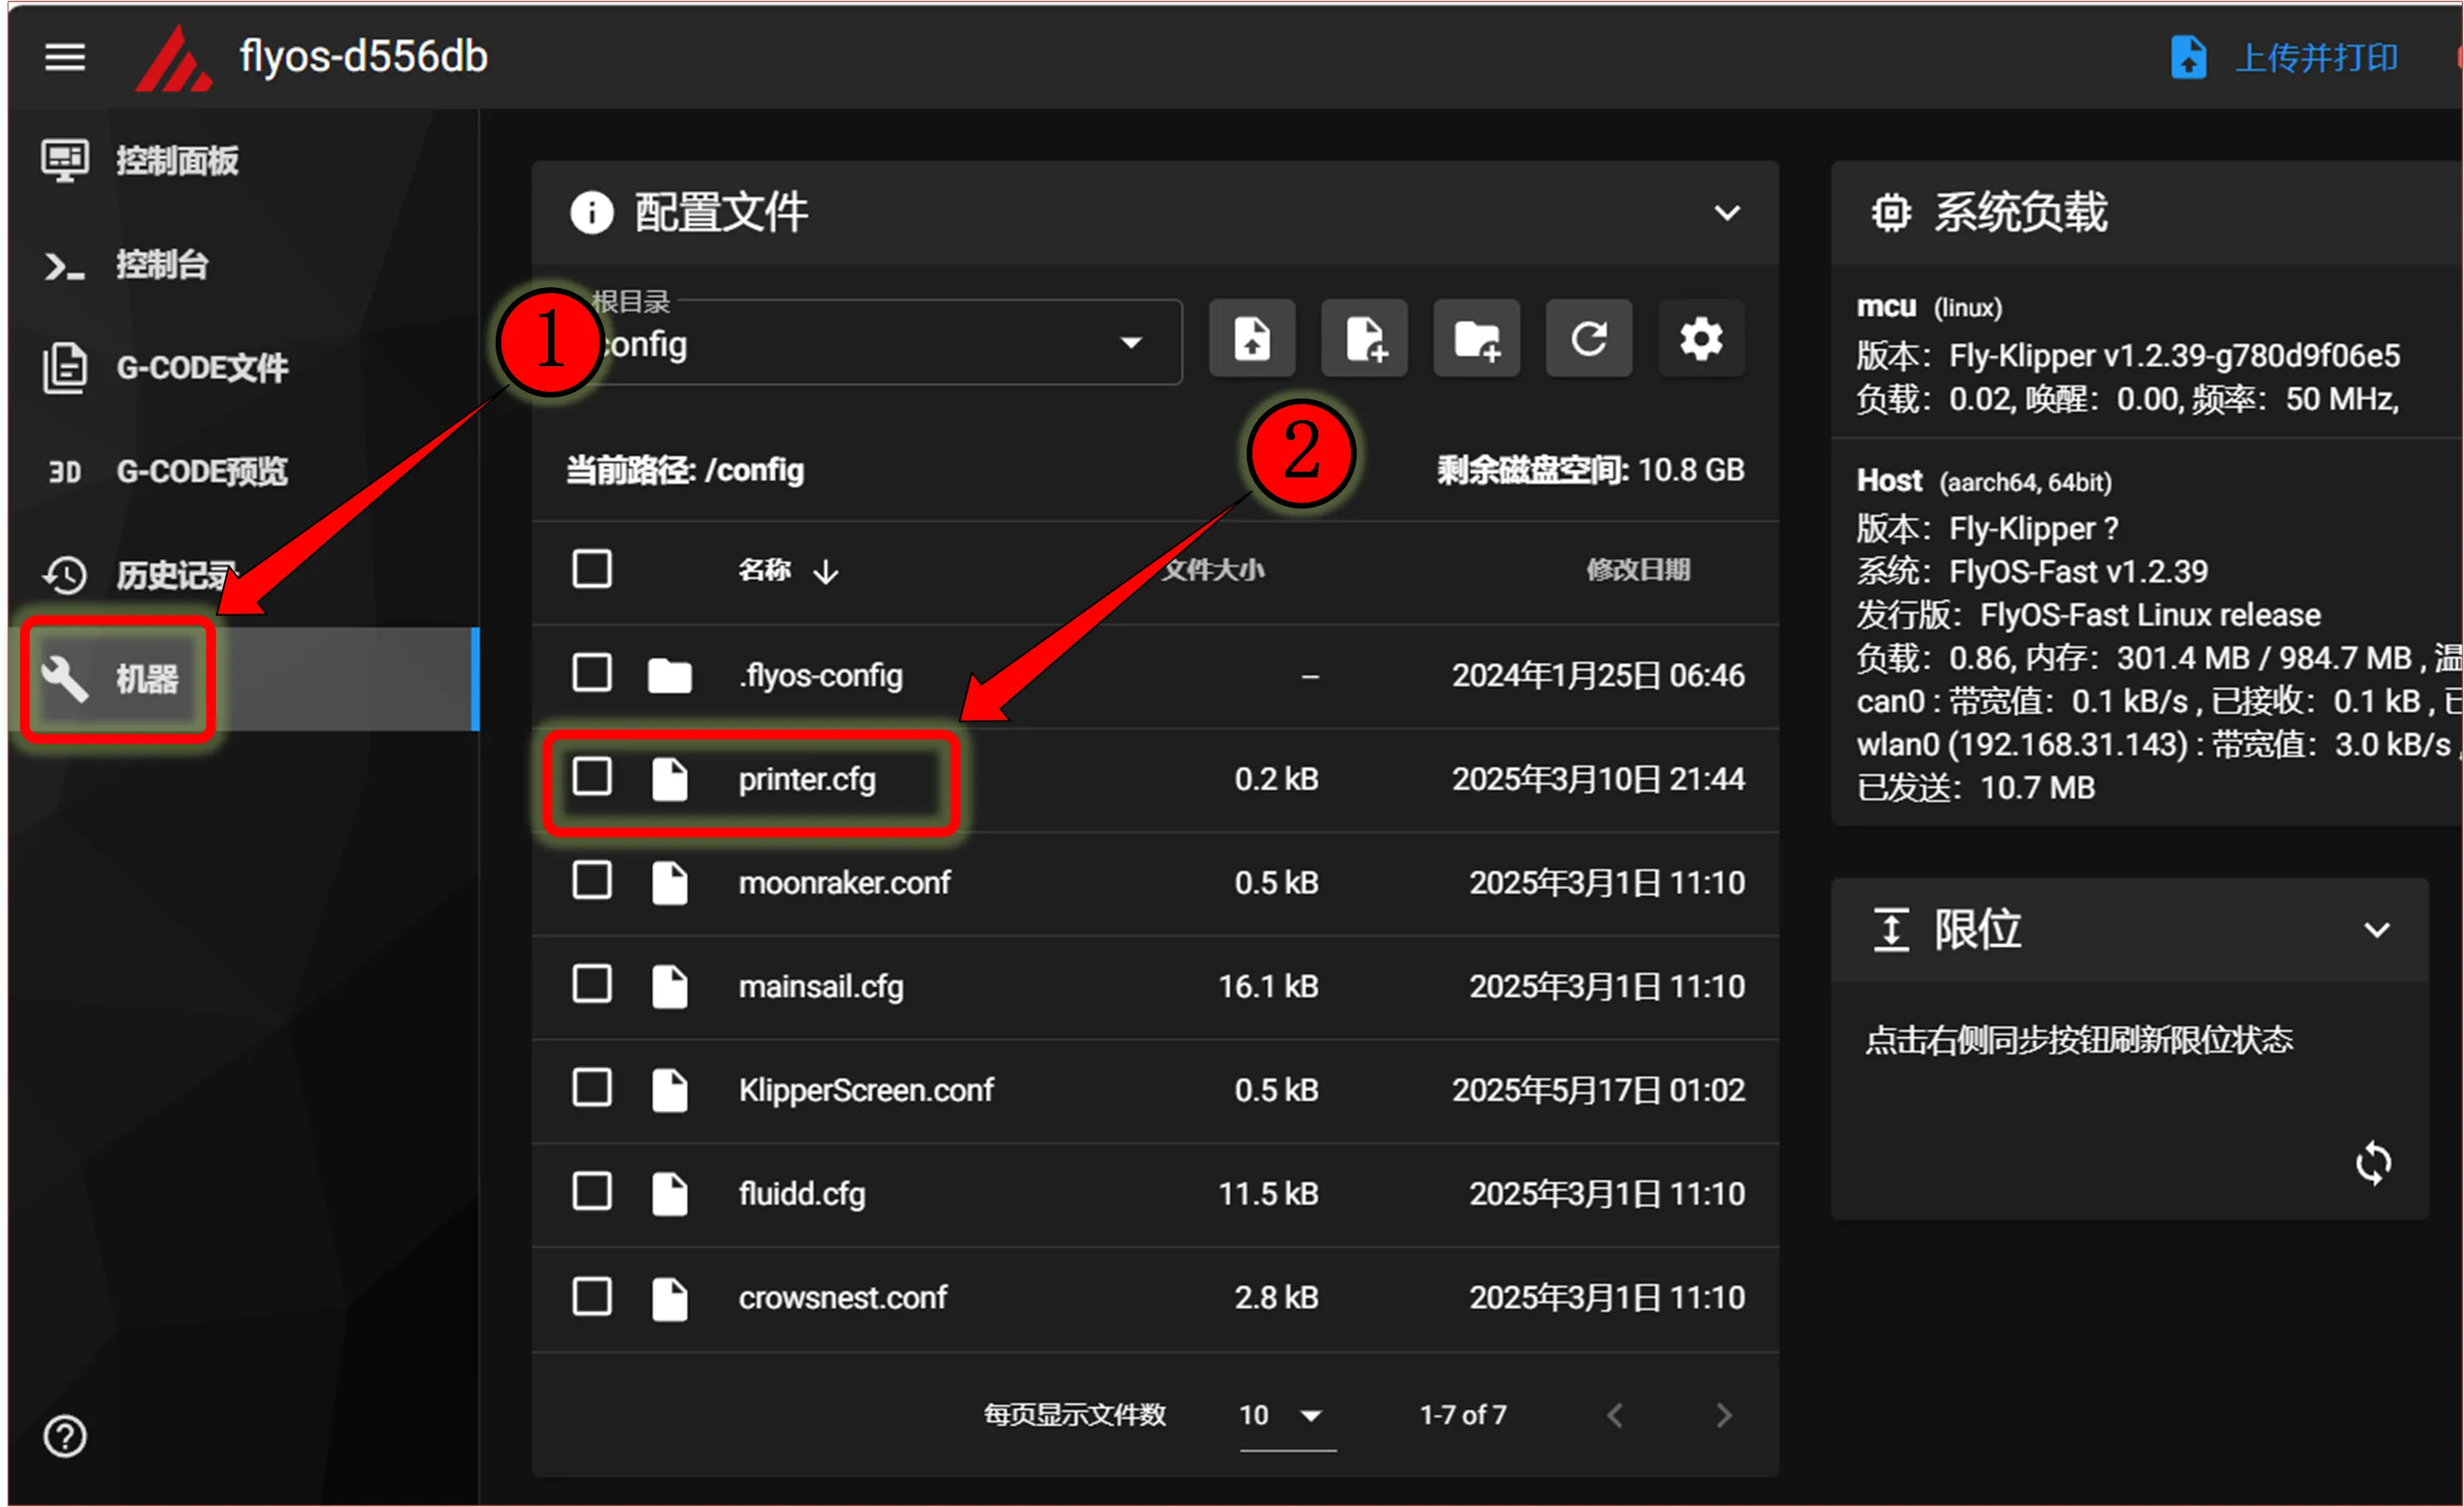 flyos-d556db
上传并打印
控制面板
控制台
G-CODE文件
3D G-CODE预览
历史记录
机器
1
2
配置文件
根目录
config
当前路径: /config
剩余磁盘空间: 10.8 GB
名称 文件大小 修改日期
.flyos-config – 2024年1月25日 06:46
printer.cfg 0.2 kB 2025年3月10日 21:44
moonraker.conf 0.5 kB 2025年3月1日 11:10
mainsail.cfg 16.1 kB 2025年3月1日 11:10
KlipperScreen.conf 0.5 kB 2025年5月17日 01:02
fluidd.cfg 11.5 kB 2025年3月1日 11:10
crowsnest.conf 2.8 kB 2025年3月1日 11:10
每页显示文件数 10 1-7 of 7
系统负载
mcu (linux)
版本：Fly-Klipper v1.2.39-g780d9f06e5
负载：0.02, 唤醒：0.00, 频率：50 MHz,
Host (aarch64, 64bit)
版本：Fly-Klipper ?
系统：FlyOS-Fast v1.2.39
发行版：FlyOS-Fast Linux release
负载：0.86, 内存：301.4 MB / 984.7 MB , 温
can0 : 带宽值：0.1 kB/s , 已接收：0.1 kB , 已
wlan0 (192.168.31.143) : 带宽值：3.0 kB/s ,
已发送：10.7 MB
限位
点击右侧同步按钮刷新限位状态